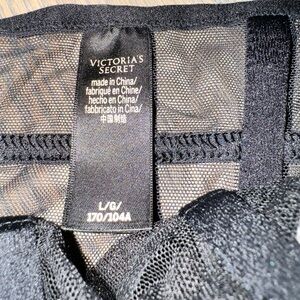 VICTORIA'S
SECRET
made in China/
fabriqué en Chine/
hecho en China/
fabbricato in Cina/
中国制造
L/G/
170/104A